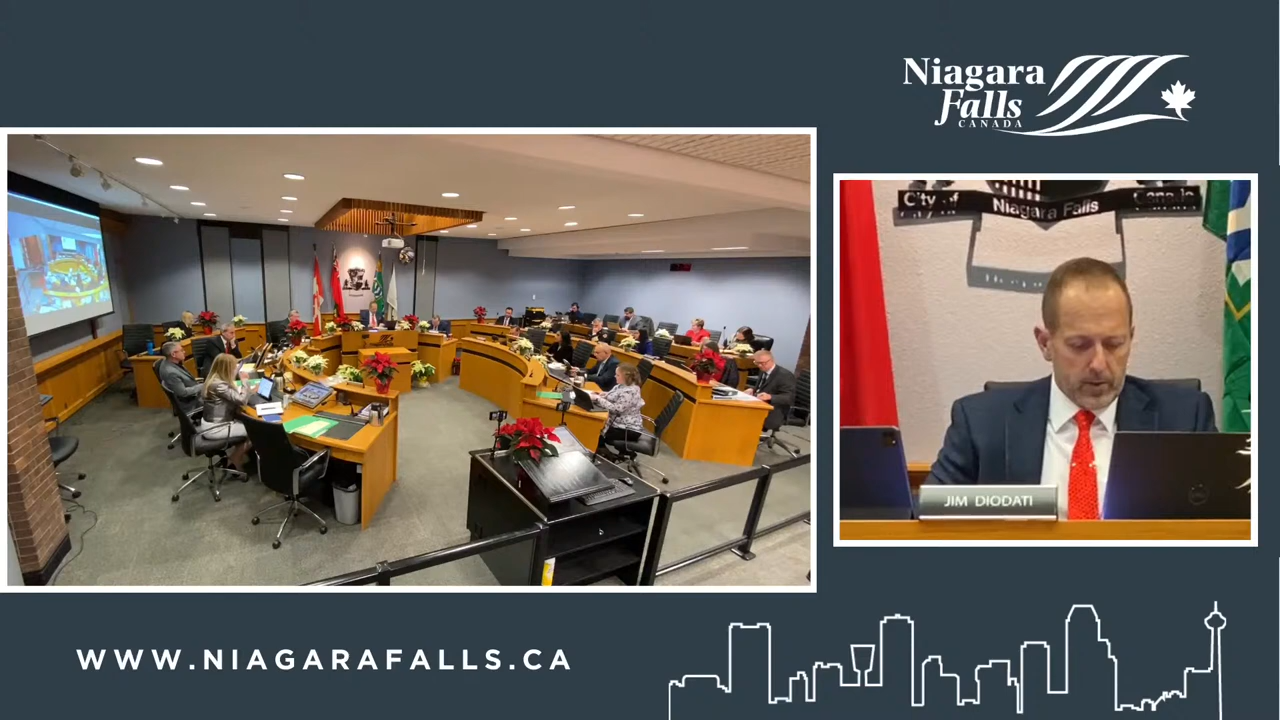 Niagara
Falls
CANADA
City of
Niagara Falls
Canada
JIM DIODATI
WWW.NIAGARAFALLS.CA